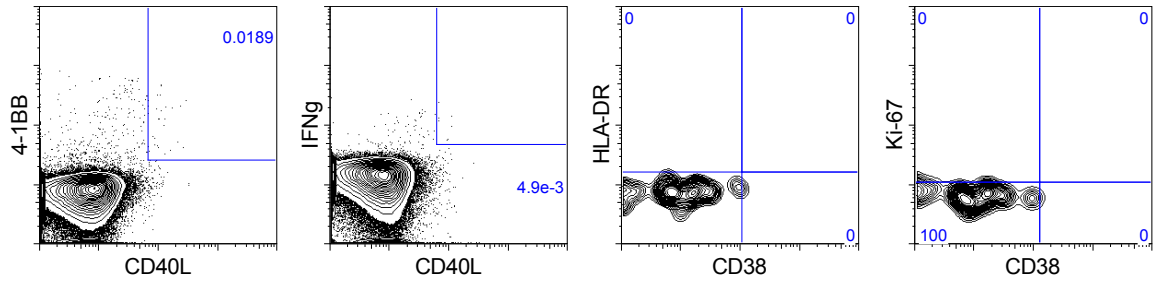 4-1BB
0.0189
CD40L
IFNg
4.9e-3
CD40L
HLA-DR
0
0
0
CD38
Ki-67
0
0
100
0
CD38